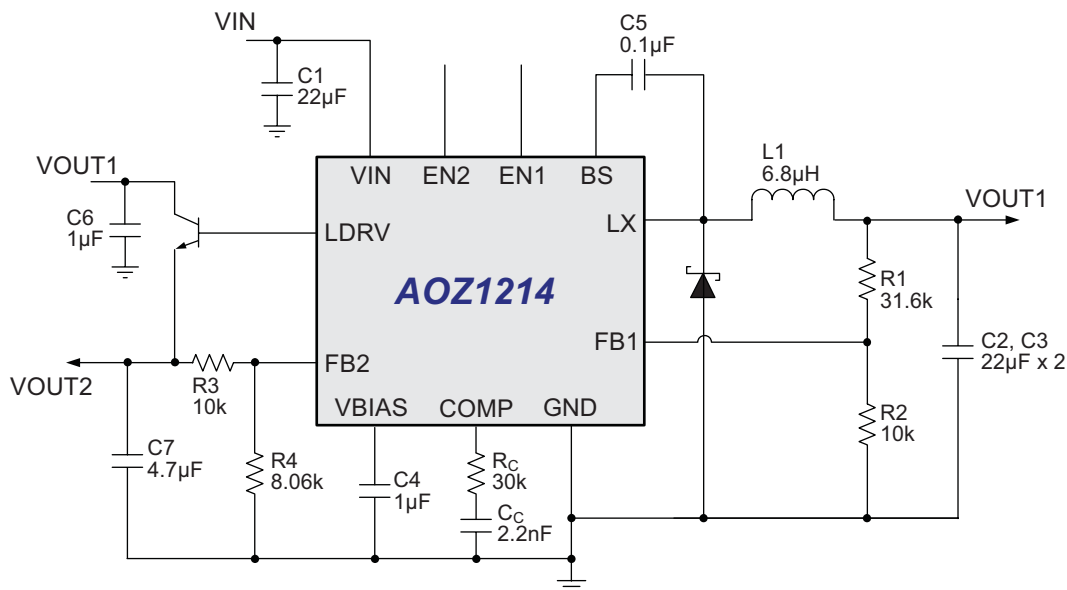 VIN
C5
0.1µF
C1
22µF
VOUT1
C6
1µF
VIN
EN2
EN1
BS
L1
6.8µH
VOUT1
LDRV
LX
AOZ1214
R1
31.6k
FB2
FB1
C2, C3
22µF x 2
VOUT2
R3
10k
VBIAS
COMP
GND
R2
10k
C7
4.7µF
R4
8.06k
C4
1µF
RC
30k
CC
2.2nF